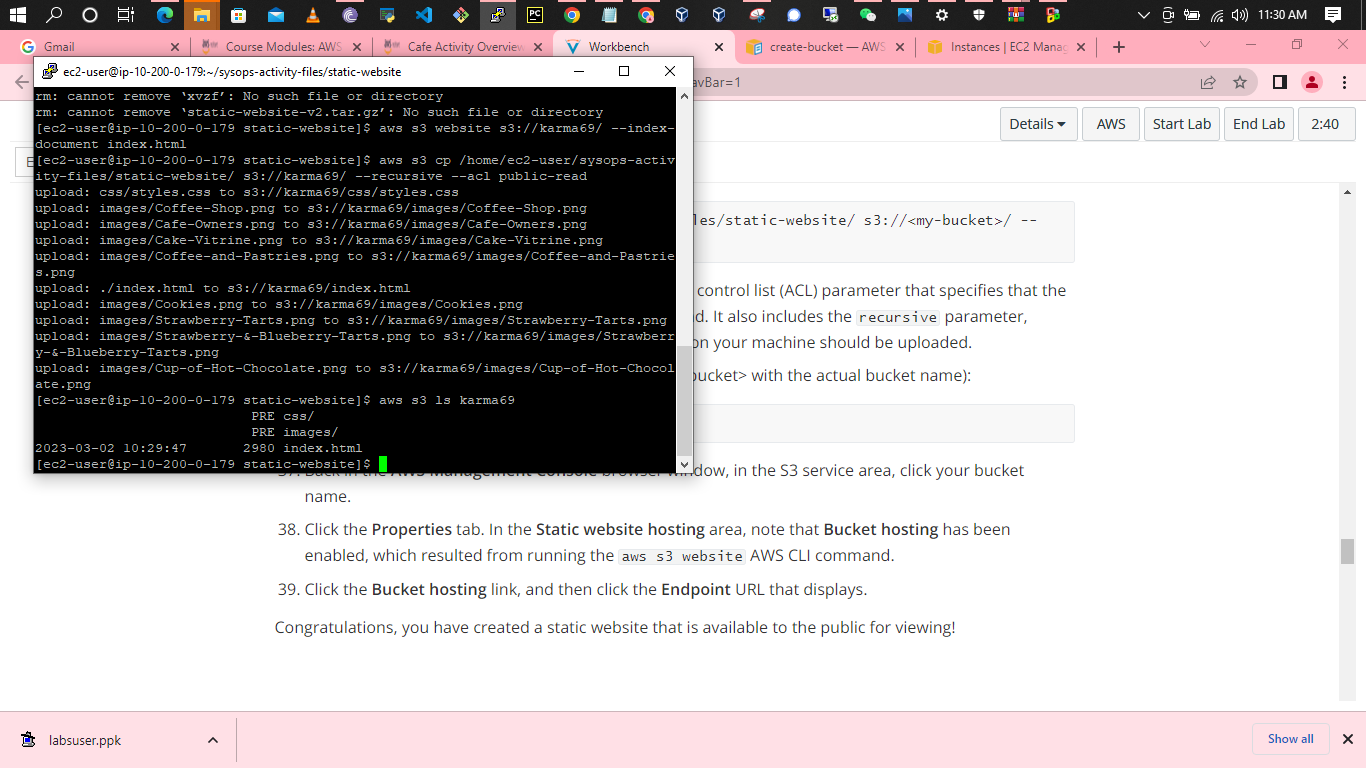 11:30 AM
Gmail
Course Modules: AWS
Cafe Activity Overview
Workbench
create-bucket — AWS
Instances | EC2 Manag
avBar=1
ec2-user@ip-10-200-0-179:~/sysops-activity-files/static-website
rm: cannot remove ‘xvzf’: No such file or directory
rm: cannot remove ‘static-website-v2.tar.gz’: No such file or directory
[ec2-user@ip-10-200-0-179 static-website]$ aws s3 website s3://karma69/ --index-
document index.html
[ec2-user@ip-10-200-0-179 static-website]$ aws s3 cp /home/ec2-user/sysops-activ
ity-files/static-website/ s3://karma69/ --recursive --acl public-read
upload: css/styles.css to s3://karma69/css/styles.css
upload: images/Coffee-Shop.png to s3://karma69/images/Coffee-Shop.png
upload: images/Cafe-Owners.png to s3://karma69/images/Cafe-Owners.png
upload: images/Cake-Vitrine.png to s3://karma69/images/Cake-Vitrine.png
upload: images/Coffee-and-Pastries.png to s3://karma69/images/Coffee-and-Pastrie
s.png
upload: ./index.html to s3://karma69/index.html
upload: images/Cookies.png to s3://karma69/images/Cookies.png
upload: images/Strawberry-Tarts.png to s3://karma69/images/Strawberry-Tarts.png
upload: images/Strawberry-&-Blueberry-Tarts.png to s3://karma69/images/Strawberr
y-&-Blueberry-Tarts.png
upload: images/Cup-of-Hot-Chocolate.png to s3://karma69/images/Cup-of-Hot-Chocol
ate.png
[ec2-user@ip-10-200-0-179 static-website]$ aws s3 ls karma69
PRE css/
PRE images/
2023-03-02 10:29:47 2980 index.html
[ec2-user@ip-10-200-0-179 static-website]$
Details
AWS
Start Lab
End Lab
2:40
les/static-website/ s3://<my-bucket>/ --
control list (ACL) parameter that specifies that the
d. It also includes the recursive parameter,
on your machine should be uploaded.
bucket> with the actual bucket name):
37. Back in the AWS Management Console browser window, in the S3 service area, click your bucket
name.
38. Click the Properties tab. In the Static website hosting area, note that Bucket hosting has been
enabled, which resulted from running the aws s3 website AWS CLI command.
39. Click the Bucket hosting link, and then click the Endpoint URL that displays.
Congratulations, you have created a static website that is available to the public for viewing!
labsuser.ppk
Show all